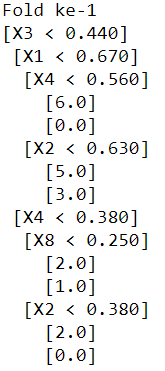 Fold ke-1
[X3 < 0.440]
 [X1 < 0.670]
  [X4 < 0.560]
    [6.0]
    [0.0]
  [X2 < 0.630]
    [5.0]
    [3.0]
 [X4 < 0.380]
  [X8 < 0.250]
    [2.0]
    [1.0]
  [X2 < 0.380]
    [2.0]
    [0.0]